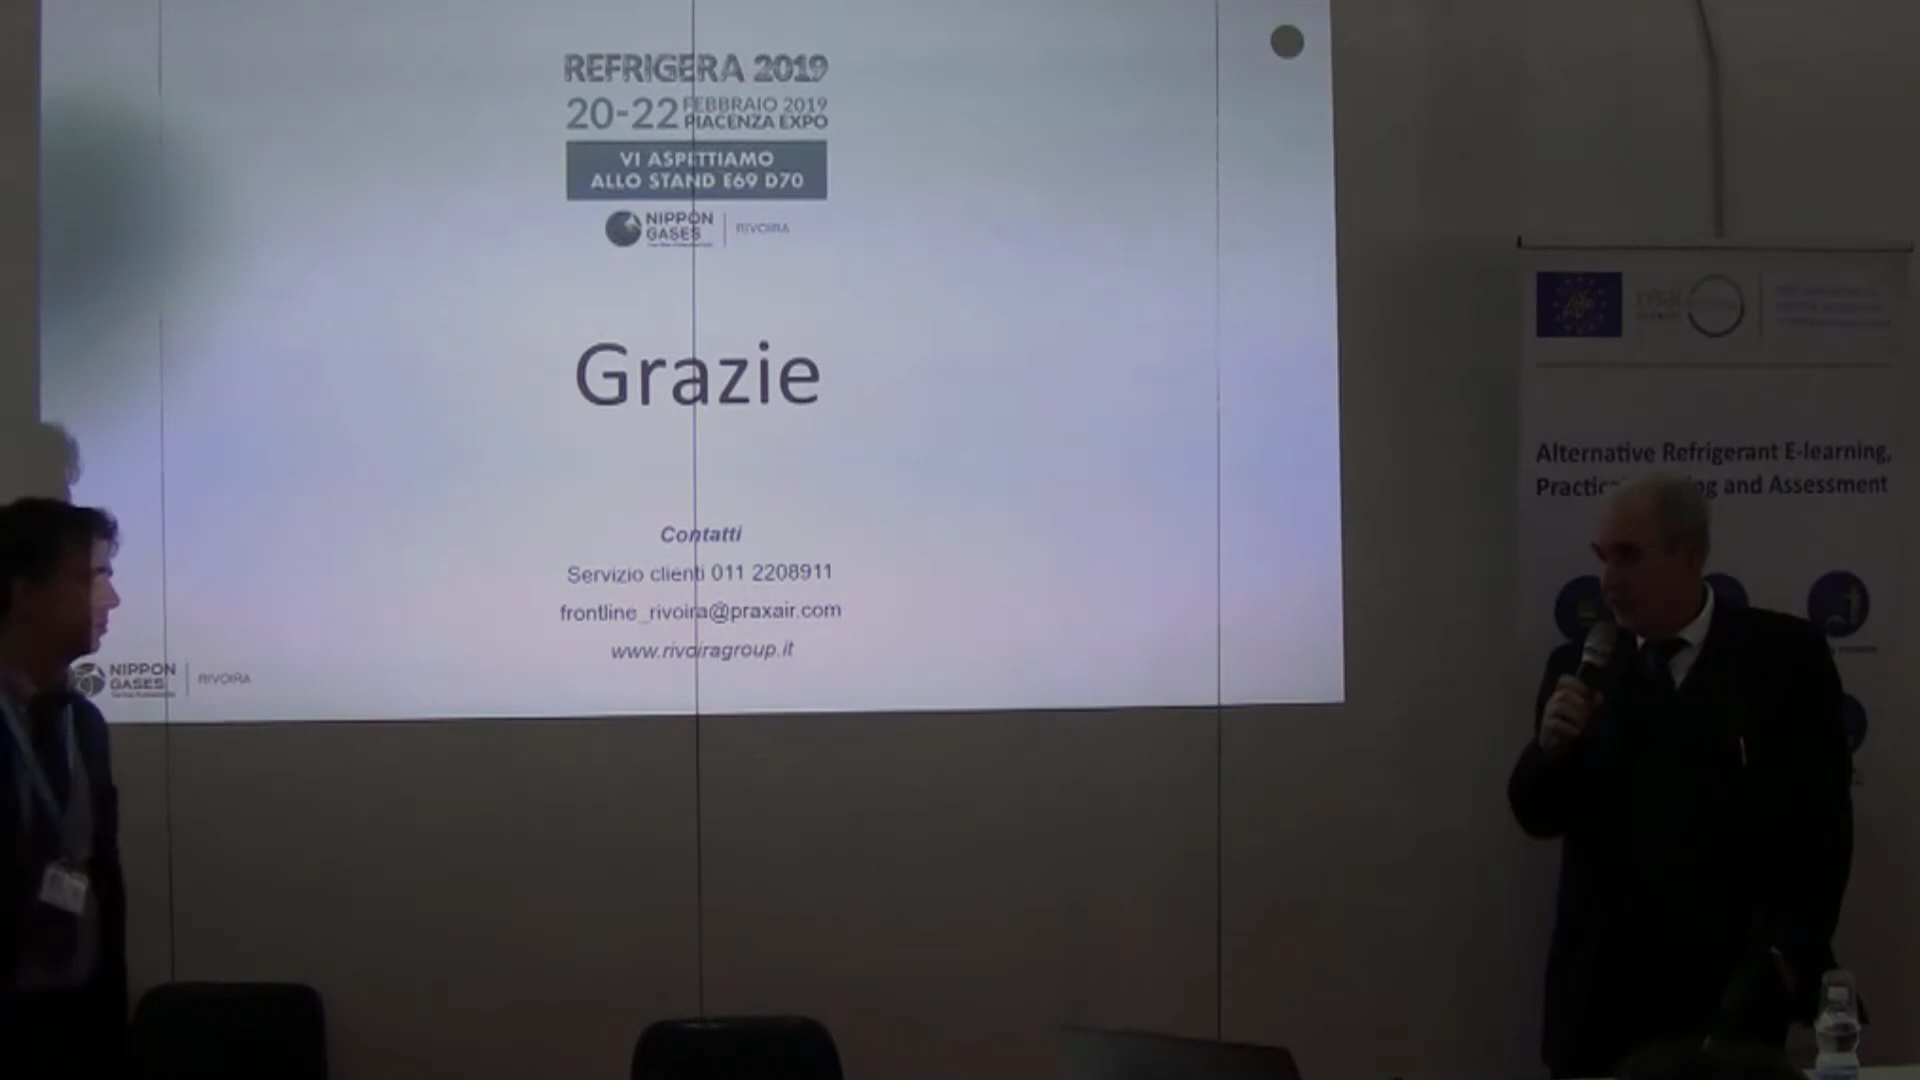 REFRIGERA 2019
20-22 FEBBRAIO 2019
PIACENZA EXPO
VI ASPETTIAMO
ALLO STAND E69 D70
NIPPON
GASES
RIVOIRA
Grazie
Contatti
Servizio clienti 011 2208911
frontline_rivoira@praxair.com
www.rivoiragroup.it
NIPPON
GASES
RIVOIRA
Life
Alternative Refrigerant E-learning,
and Assessment